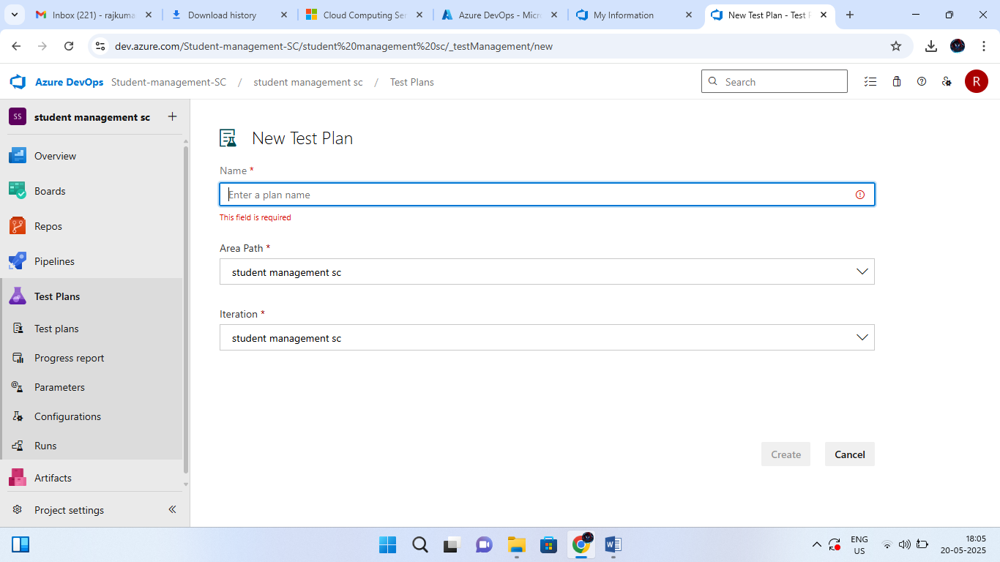 Inbox (221) - rajkuma
Download history
Cloud Computing Ser
Azure DevOps - Micr
My Information
New Test Plan - Test P
dev.azure.com/Student-management-SC/student%20management%20sc/_testManagement/new
Azure DevOps Student-management-SC / student management sc / Test Plans
Search
R
SS student management sc
Overview
Boards
Repos
Pipelines
Test Plans
Test plans
Progress report
Parameters
Configurations
Runs
Artifacts
Project settings
New Test Plan
Name *
Enter a plan name
This field is required
Area Path *
student management sc
Iteration *
student management sc
Create Cancel
ENG
US
18:05
20-05-2025